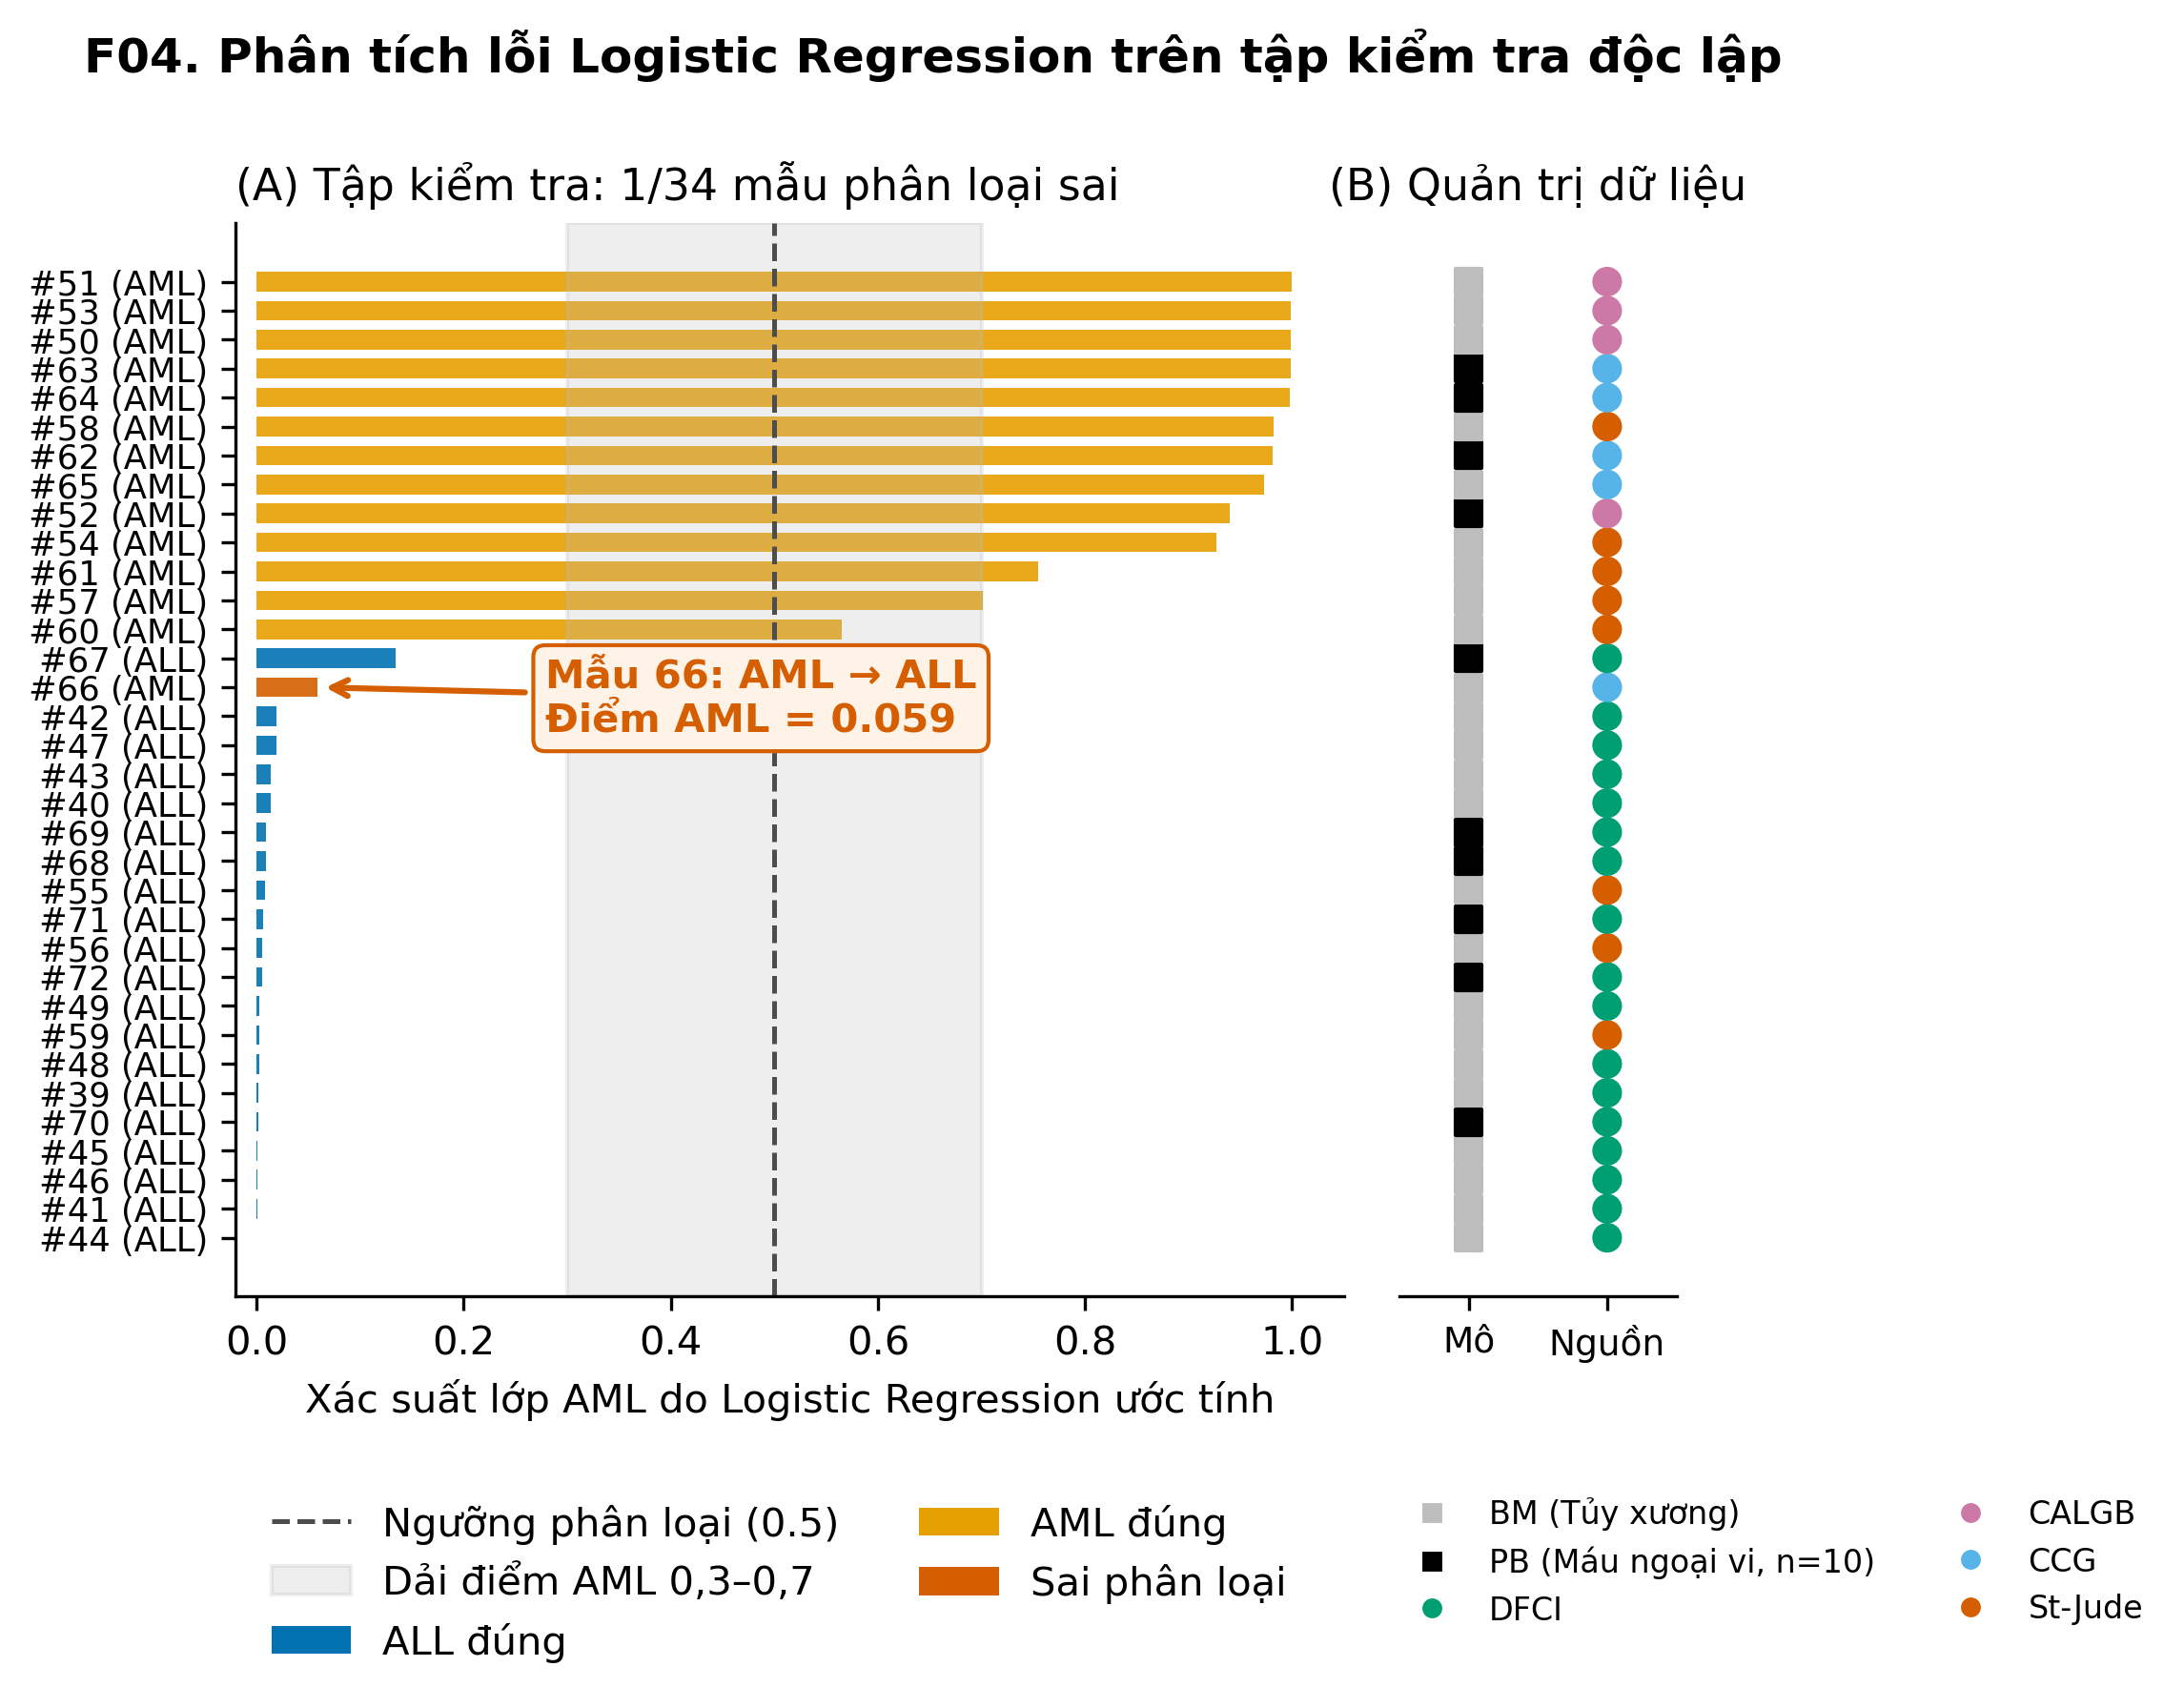 F04. Phân tích lỗi Logistic Regression trên tập kiểm tra độc lập
(A) Tập kiểm tra: 1/34 mẫu phân loại sai
(B) Quản trị dữ liệu
#51 (AML)
#53 (AML)
#50 (AML)
#63 (AML)
#64 (AML)
#58 (AML)
#62 (AML)
#65 (AML)
#52 (AML)
#54 (AML)
#61 (AML)
#57 (AML)
#60 (AML)
#67 (ALL)
#66 (AML)
#42 (ALL)
#47 (ALL)
#43 (ALL)
#40 (ALL)
#69 (ALL)
#68 (ALL)
#55 (ALL)
#71 (ALL)
#56 (ALL)
#72 (ALL)
#49 (ALL)
#59 (ALL)
#48 (ALL)
#39 (ALL)
#70 (ALL)
#45 (ALL)
#46 (ALL)
#41 (ALL)
#44 (ALL)
Mẫu 66: AML → ALL
Điểm AML = 0.059
0.0 0.2 0.4 0.6 0.8 1.0
Mô Nguồn
Xác suất lớp AML do Logistic Regression ước tính
Ngưỡng phân loại (0.5)
Dải điểm AML 0,3–0,7
ALL đúng
AML đúng
Sai phân loại
BM (Tủy xương)
PB (Máu ngoại vi, n=10)
DFCI
CALGB
CCG
St-Jude